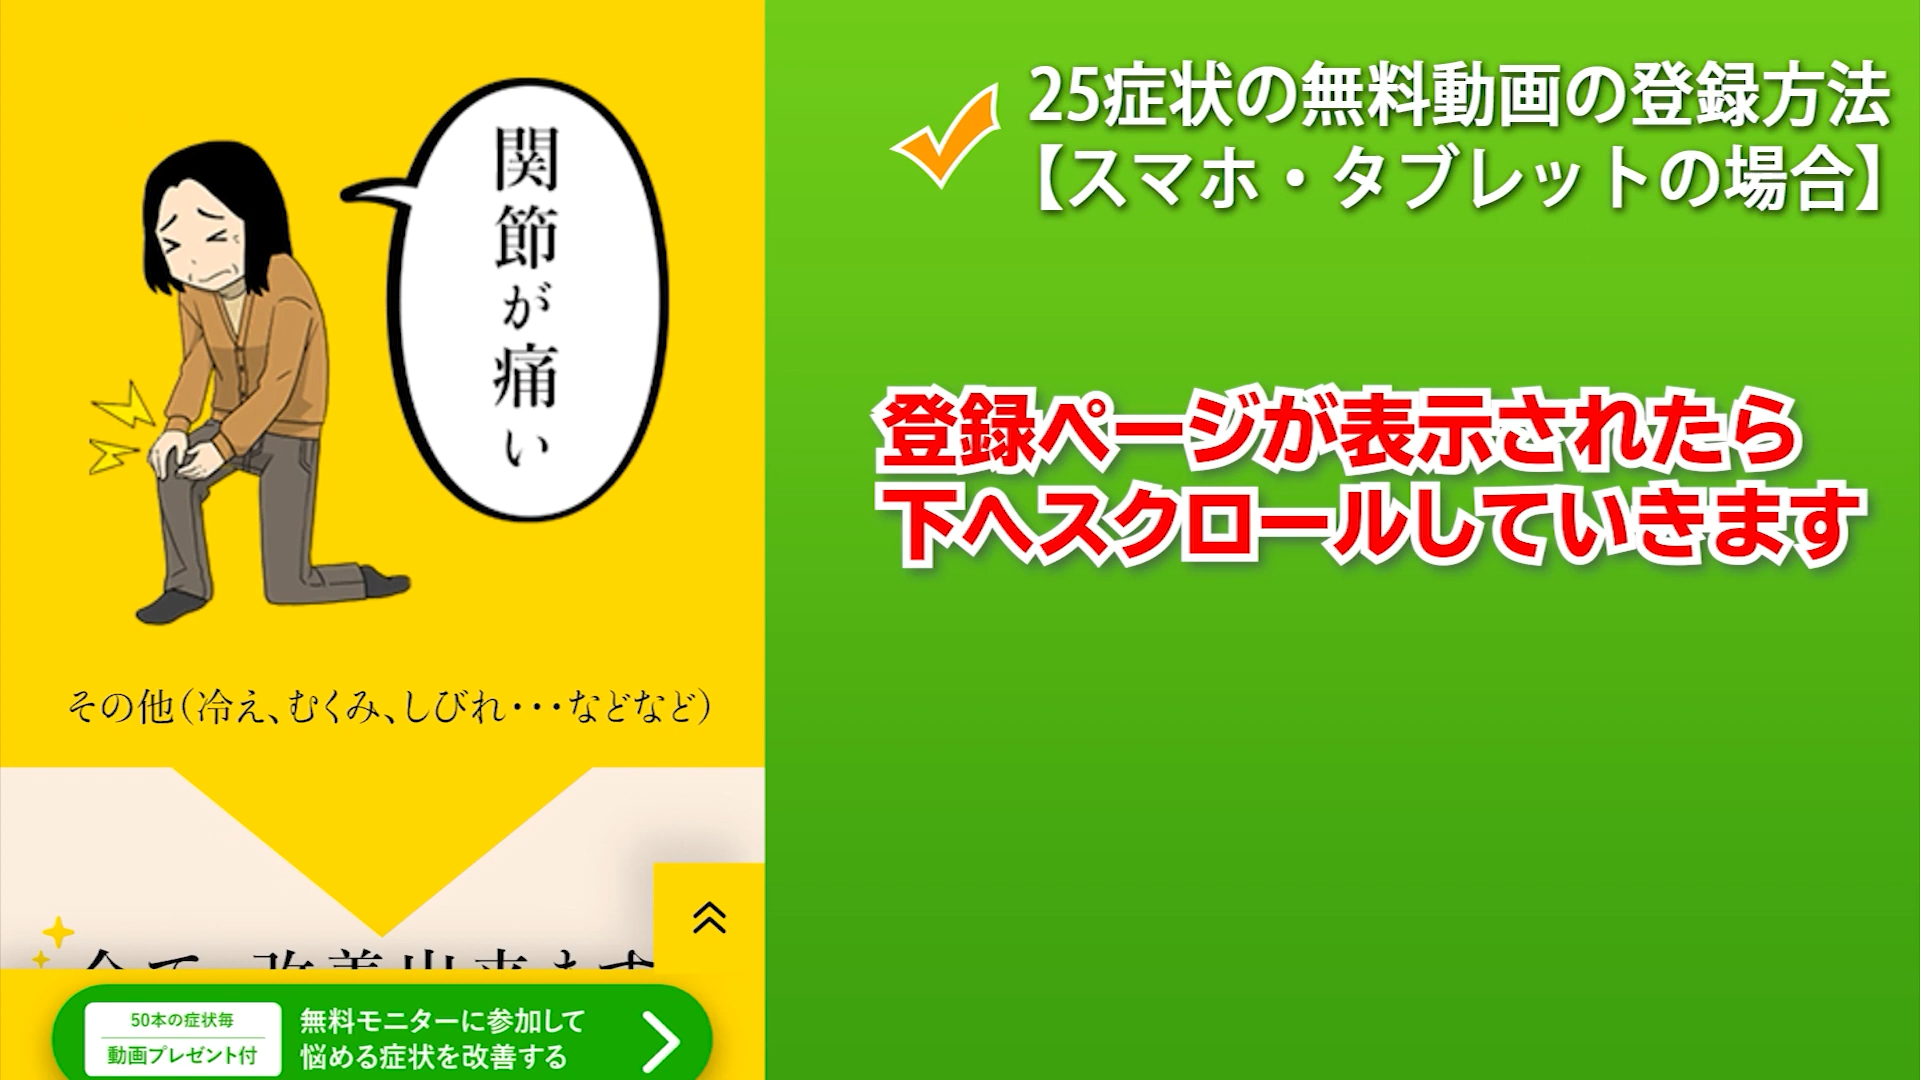 25症状の無料動画の登録方法
【スマホ・タブレットの場合】
登録ページが表示されたら
下へスクロールしていきます
関節が痛い
その他(冷え、むくみ、しびれ・・・などなど)
50本の症状毎
動画プレゼント付
無料モニターに参加して
悩める症状を改善する